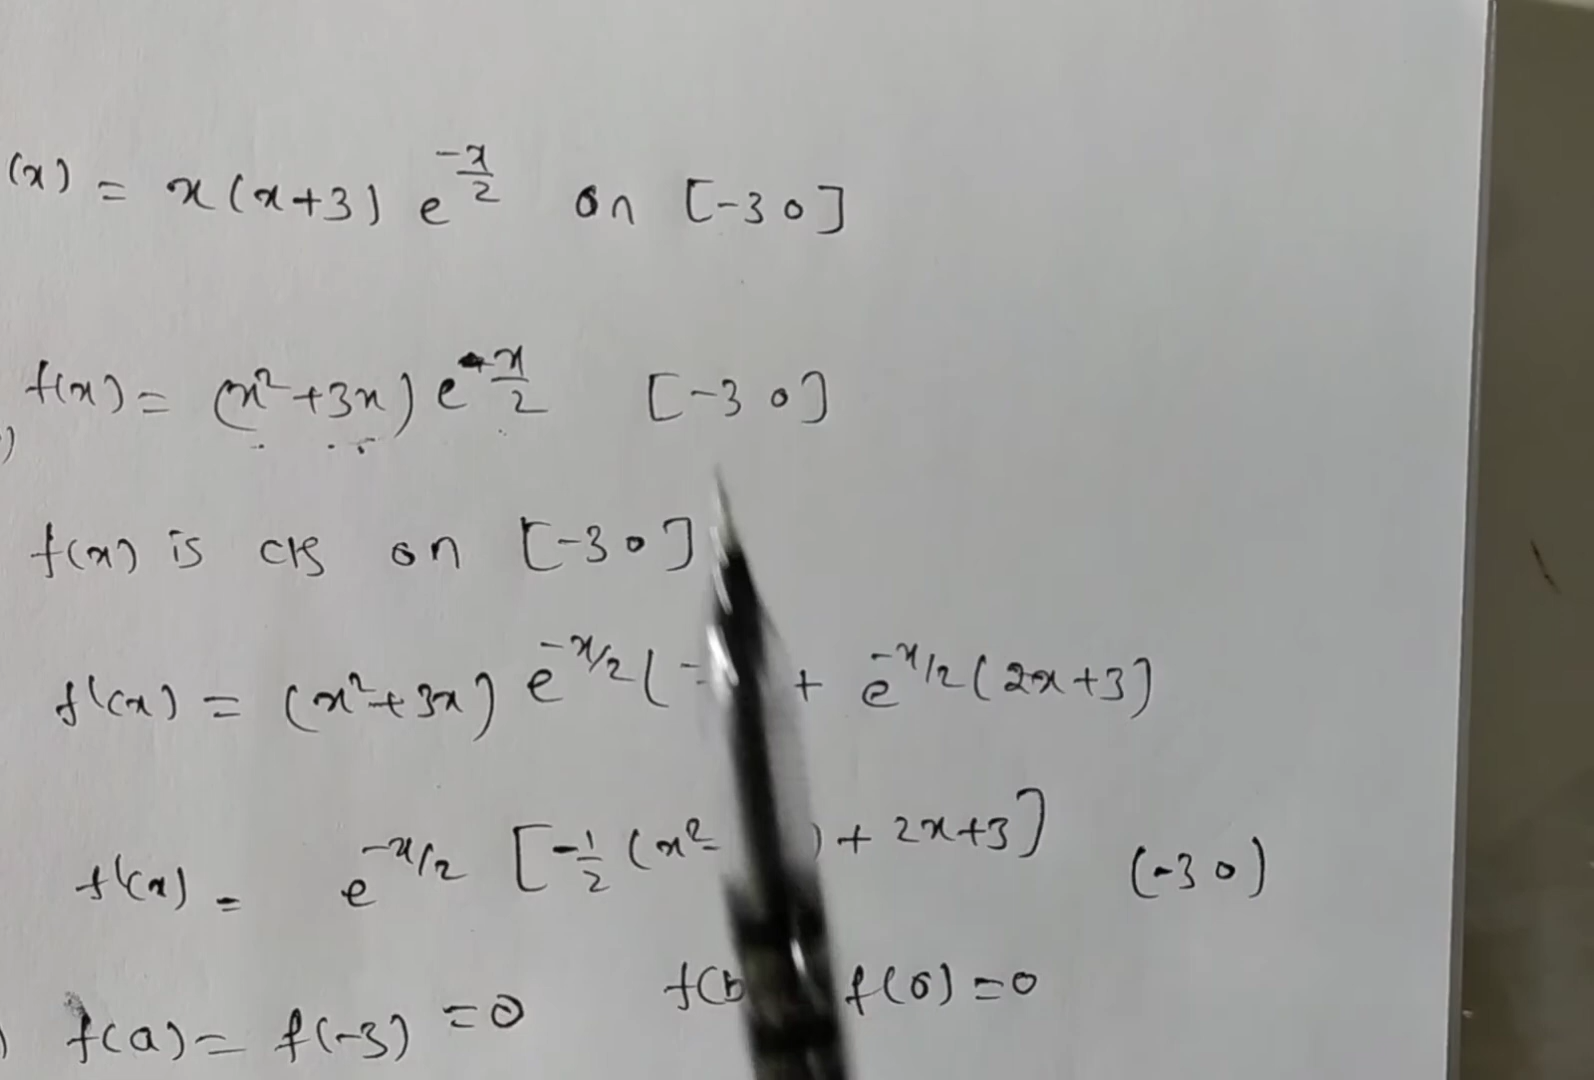 (x) = x(x+3) e^{-x/2} on [-3 0]
f(x) = (x²+3x) e^{-x/2} [-3 0]
)
f(x) is cts on [-3 0]
f'(x) = (x²+3x) e^{-x/2} (- + e^{-x/2} (2x+3)
f'(x) = e^{-x/2} [-1/2 (x² ) + 2x+3] (-3 0)
) f(a) = f(-3) = 0 f(b f(0) = 0